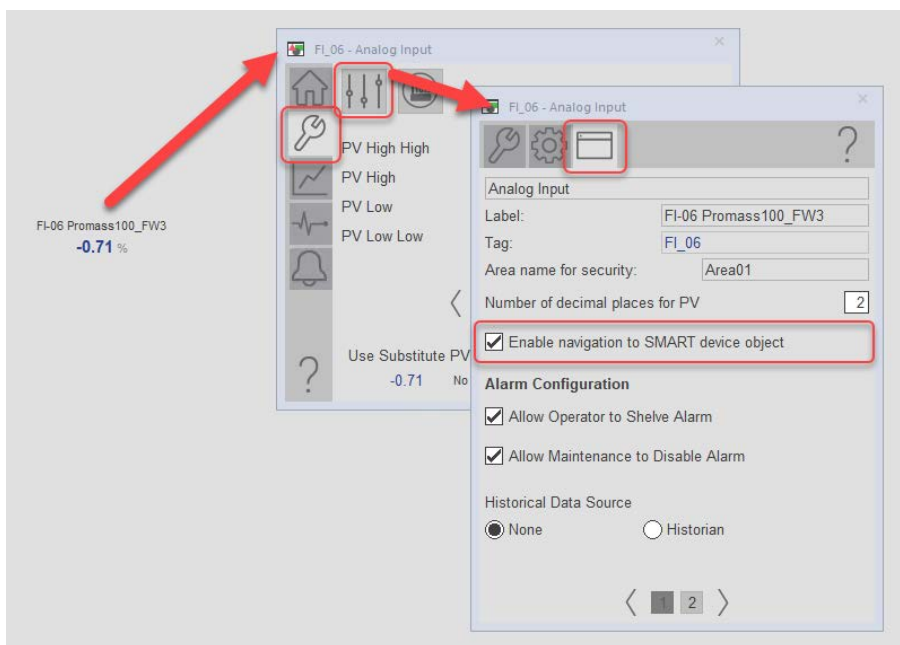 FI-06 Promass100_FW3
-0.71 %
FI_06 - Analog Input
PV High High
PV High
PV Low
PV Low Low
Use Substitute PV
-0.71 No
?
FI_06 - Analog Input
?
Analog Input
Label: FI-06 Promass100_FW3
Tag: FI_06
Area name for security: Area01
Number of decimal places for PV 2
Enable navigation to SMART device object
Alarm Configuration
Allow Operator to Shelve Alarm
Allow Maintenance to Disable Alarm
Historical Data Source
None Historian
1 2